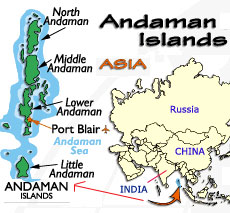 North
Andaman
Andaman
Islands
Middle
Andaman
ASIA
Lower
Andaman
Port Blair
Andaman
Sea
Little
Andaman
ANDAMAN
ISLANDS
Russia
CHINA
INDIA